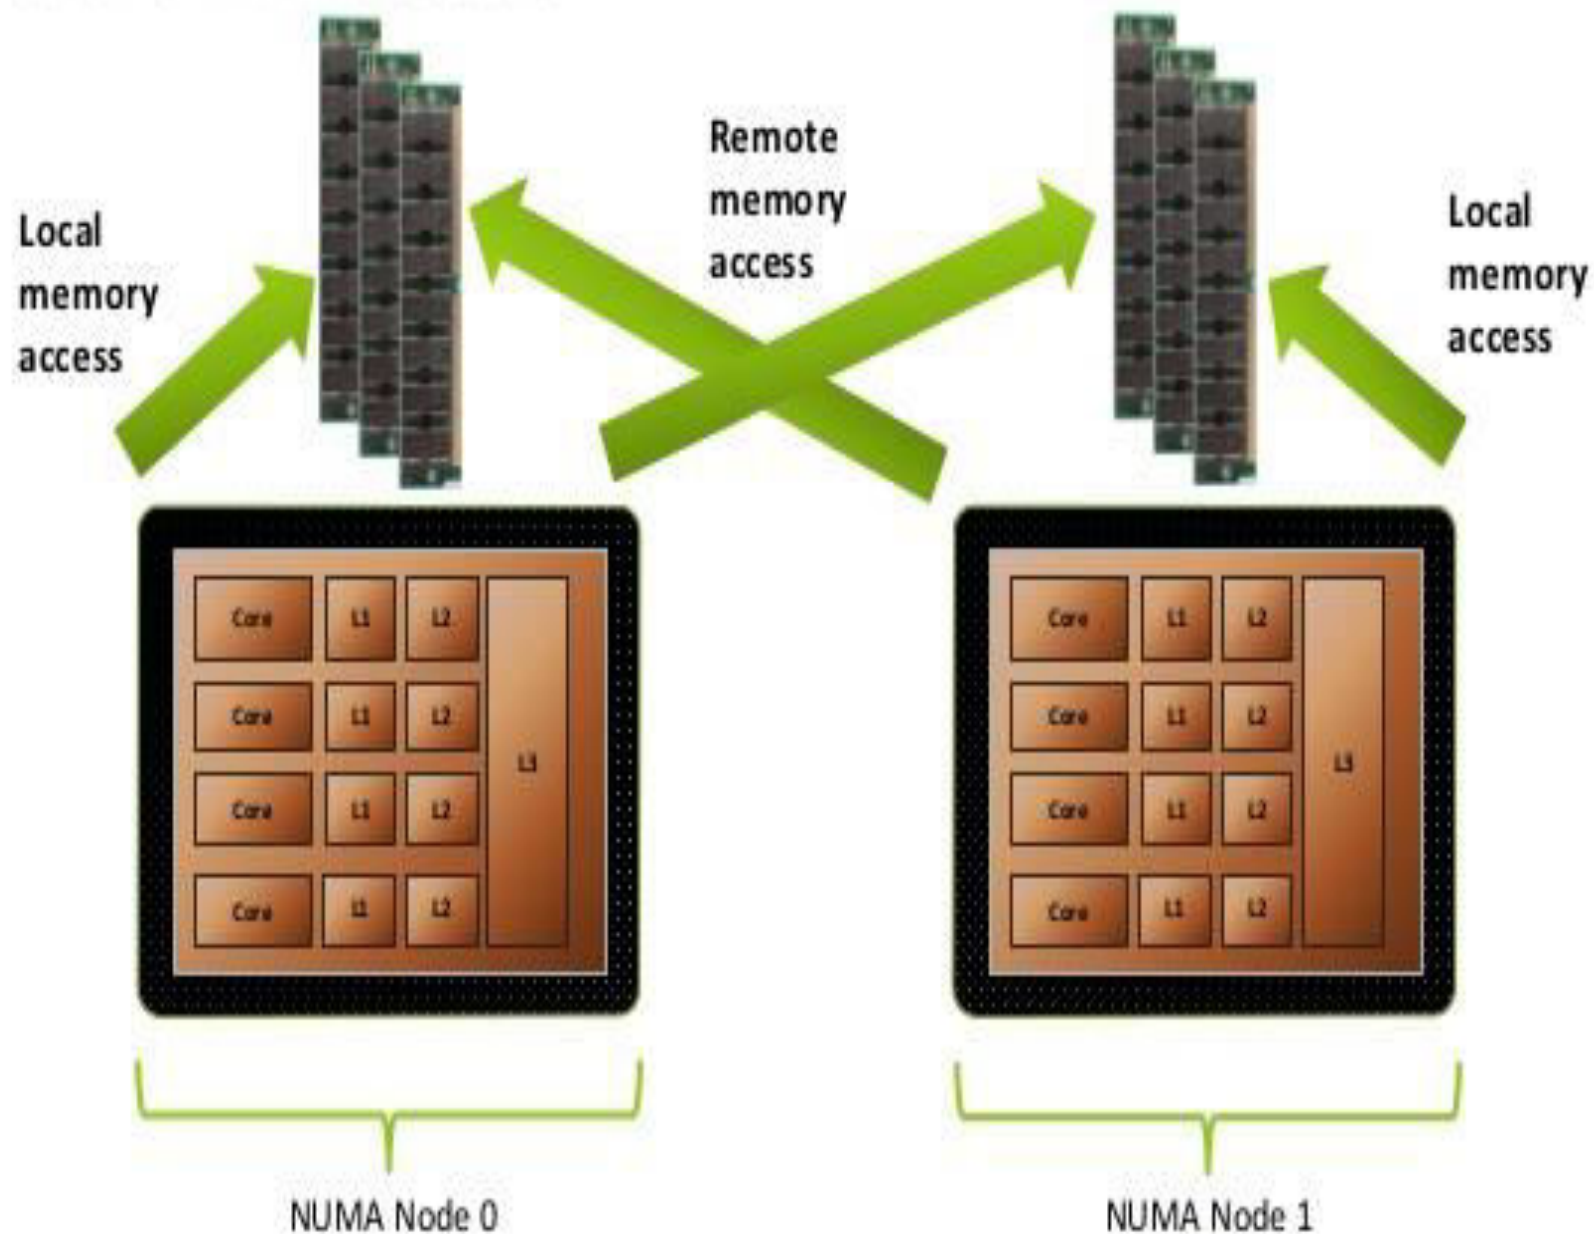 Remote
memory
access
Local
memory
access
Local
memory
access
Core L1 L2
Core L1 L2
Core L1 L2
Core L1 L2
L3
Core L1 L2
Core L1 L2
Core L1 L2
Core L1 L2
L3
NUMA Node 0
NUMA Node 1